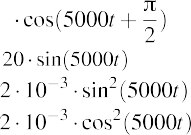 · cos(5000t + π/2)
20 · sin(5000t)
2 · 10⁻³ · sin²(5000t)
2 · 10⁻³ · cos²(5000t)